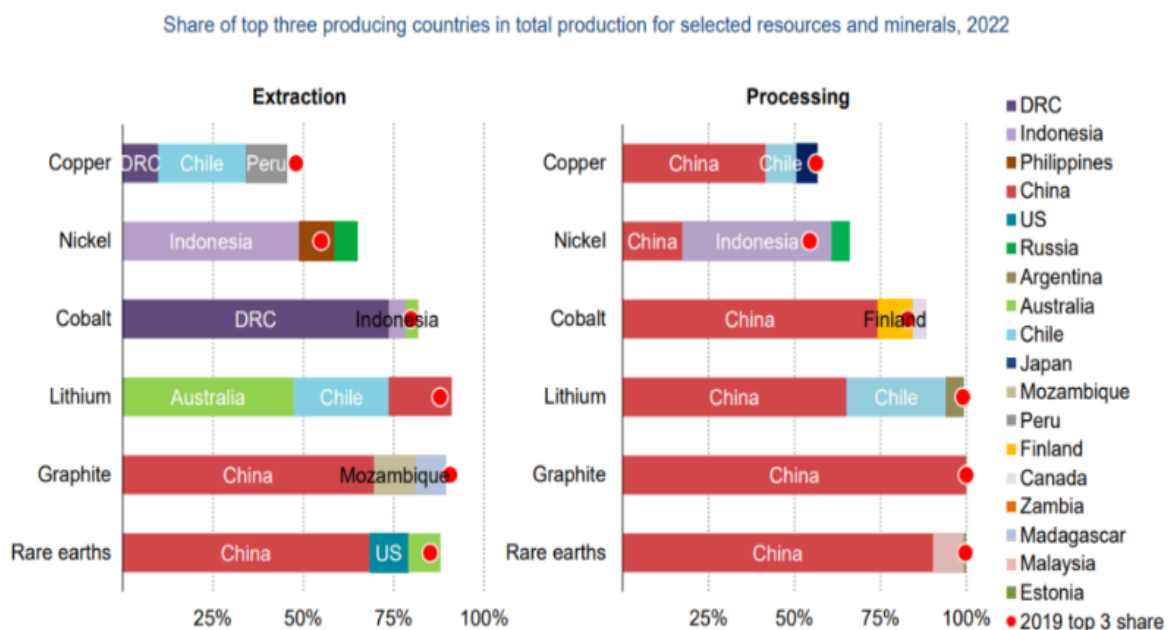 Share of top three producing countries in total production for selected resources and minerals, 2022
Extraction
Copper
DRC
Chile
Peru
Nickel
Indonesia
Cobalt
DRC
Indonesia
Lithium
Australia
Chile
Graphite
China
Mozambique
Rare earths
China
US
25%
50%
75%
100%
Processing
Copper
China
Chile
Nickel
China
Indonesia
Cobalt
China
Finland
Lithium
China
Chile
Graphite
China
Rare earths
China
25%
50%
75%
100%
DRC
Indonesia
Philippines
China
US
Russia
Argentina
Australia
Chile
Japan
Mozambique
Peru
Finland
Canada
Zambia
Madagascar
Malaysia
Estonia
2019 top 3 share